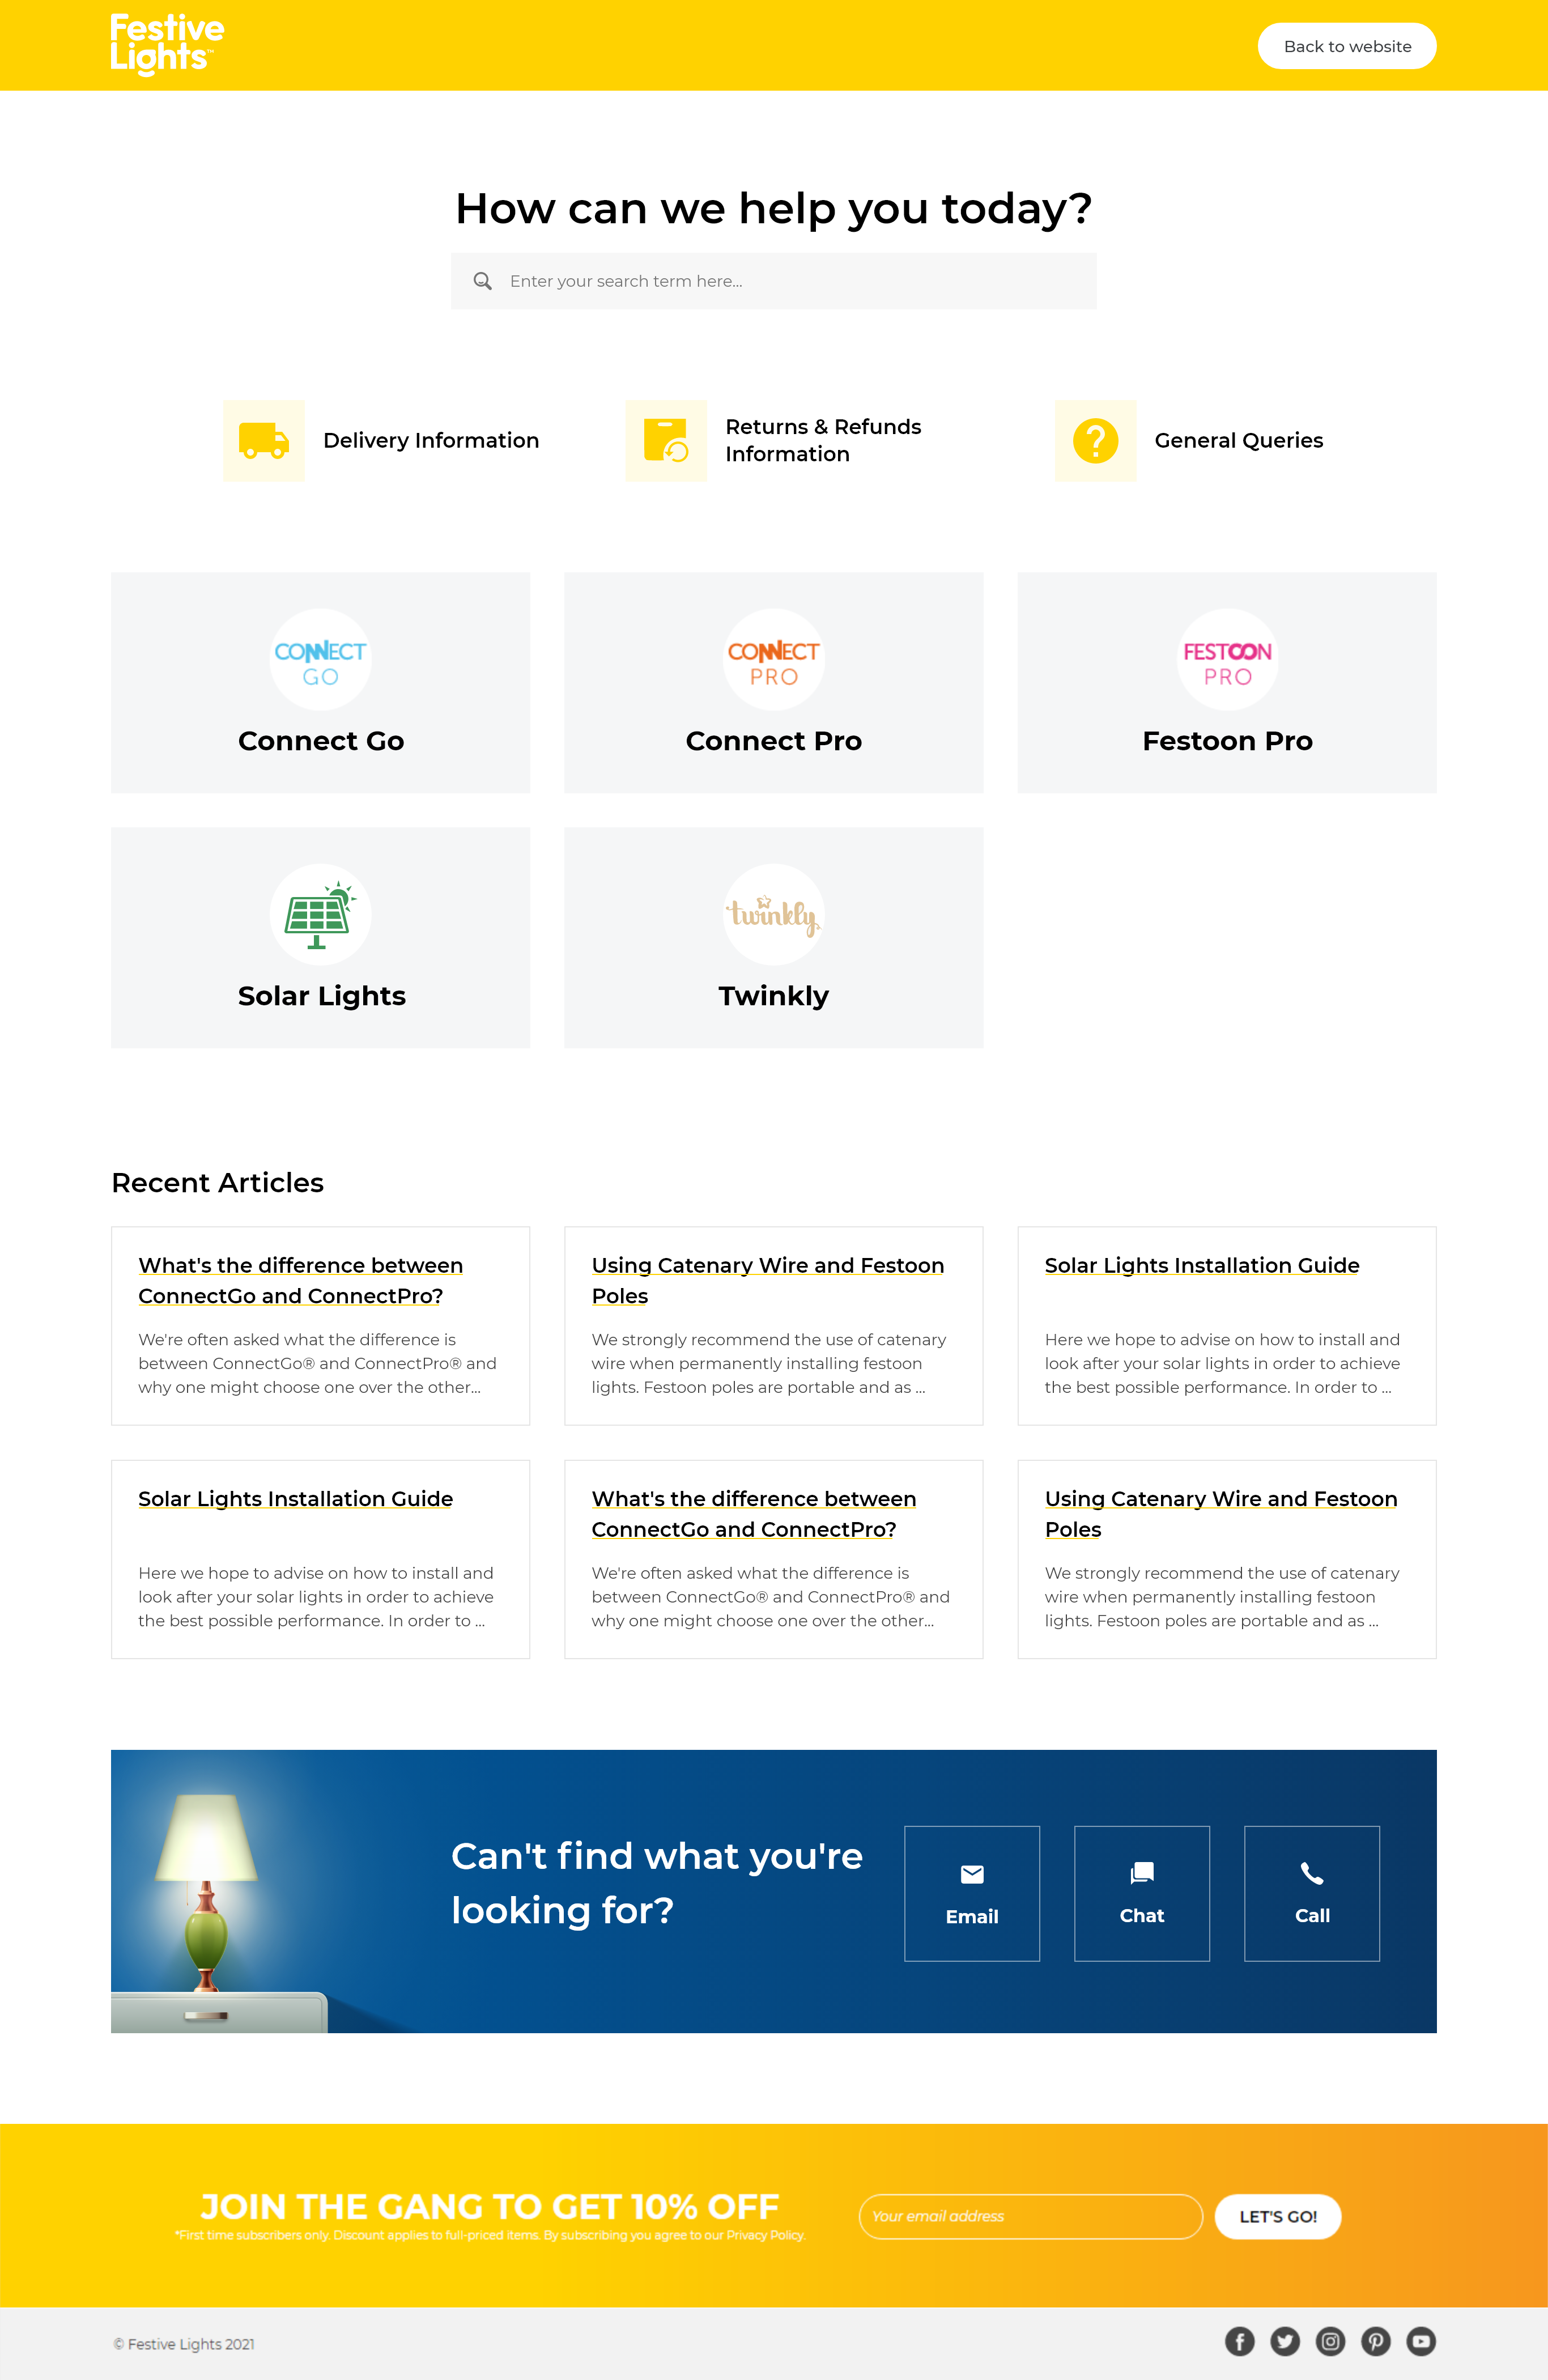 Festive
Lights™
Back to website
How can we help you today?
Enter your search term here...
Delivery Information
Returns & Refunds
Information
General Queries
CONNECT
GO
Connect Go
CONNECT
PRO
Connect Pro
FESTOON
PRO
Festoon Pro
Solar Lights
twinkly
Twinkly
Recent Articles
What's the difference between
ConnectGo and ConnectPro?
We're often asked what the difference is
between ConnectGo® and ConnectPro® and
why one might choose one over the other...
Using Catenary Wire and Festoon
Poles
We strongly recommend the use of catenary
wire when permanently installing festoon
lights. Festoon poles are portable and as ...
Solar Lights Installation Guide
Here we hope to advise on how to install and
look after your solar lights in order to achieve
the best possible performance. In order to ...
Solar Lights Installation Guide
Here we hope to advise on how to install and
look after your solar lights in order to achieve
the best possible performance. In order to ...
What's the difference between
ConnectGo and ConnectPro?
We're often asked what the difference is
between ConnectGo® and ConnectPro® and
why one might choose one over the other...
Using Catenary Wire and Festoon
Poles
We strongly recommend the use of catenary
wire when permanently installing festoon
lights. Festoon poles are portable and as ...
Can't find what you're
looking for?
Email
Chat
Call
JOIN THE GANG TO GET 10% OFF
*First time subscribers only. Discount applies to full-priced items. By subscribing you agree to our Privacy Policy.
Your email address
LET'S GO!
© Festive Lights 2021